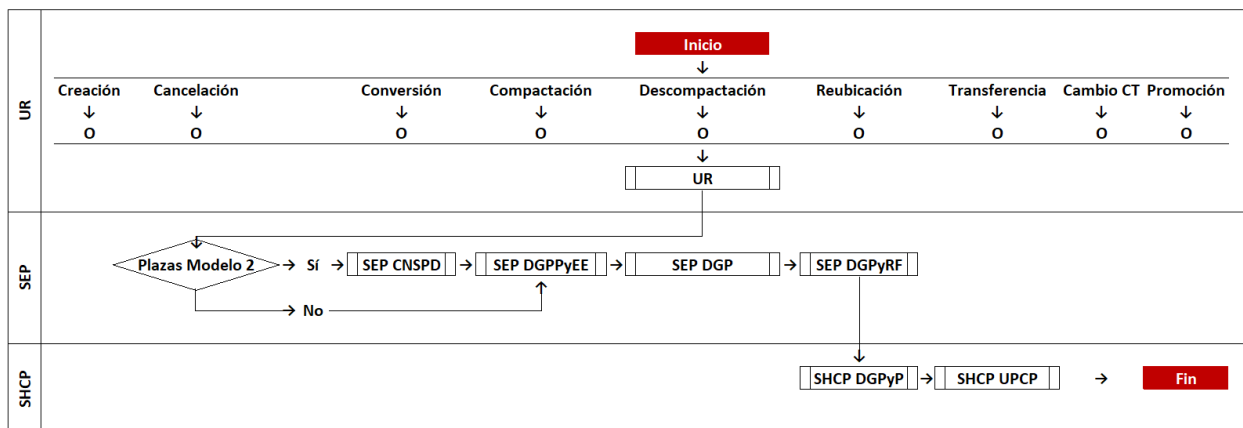 UR
Inicio
Creación Cancelación Conversión Compactación Descompactación Reubicación Transferencia Cambio CT Promoción
O O O O O O O O O
UR
SEP
Plazas Modelo 2 Sí SEP CNSPD SEP DGPPyEE SEP DGP SEP DGPyRF
No
SHCP
SHCP DGPyP SHCP UPCP Fin